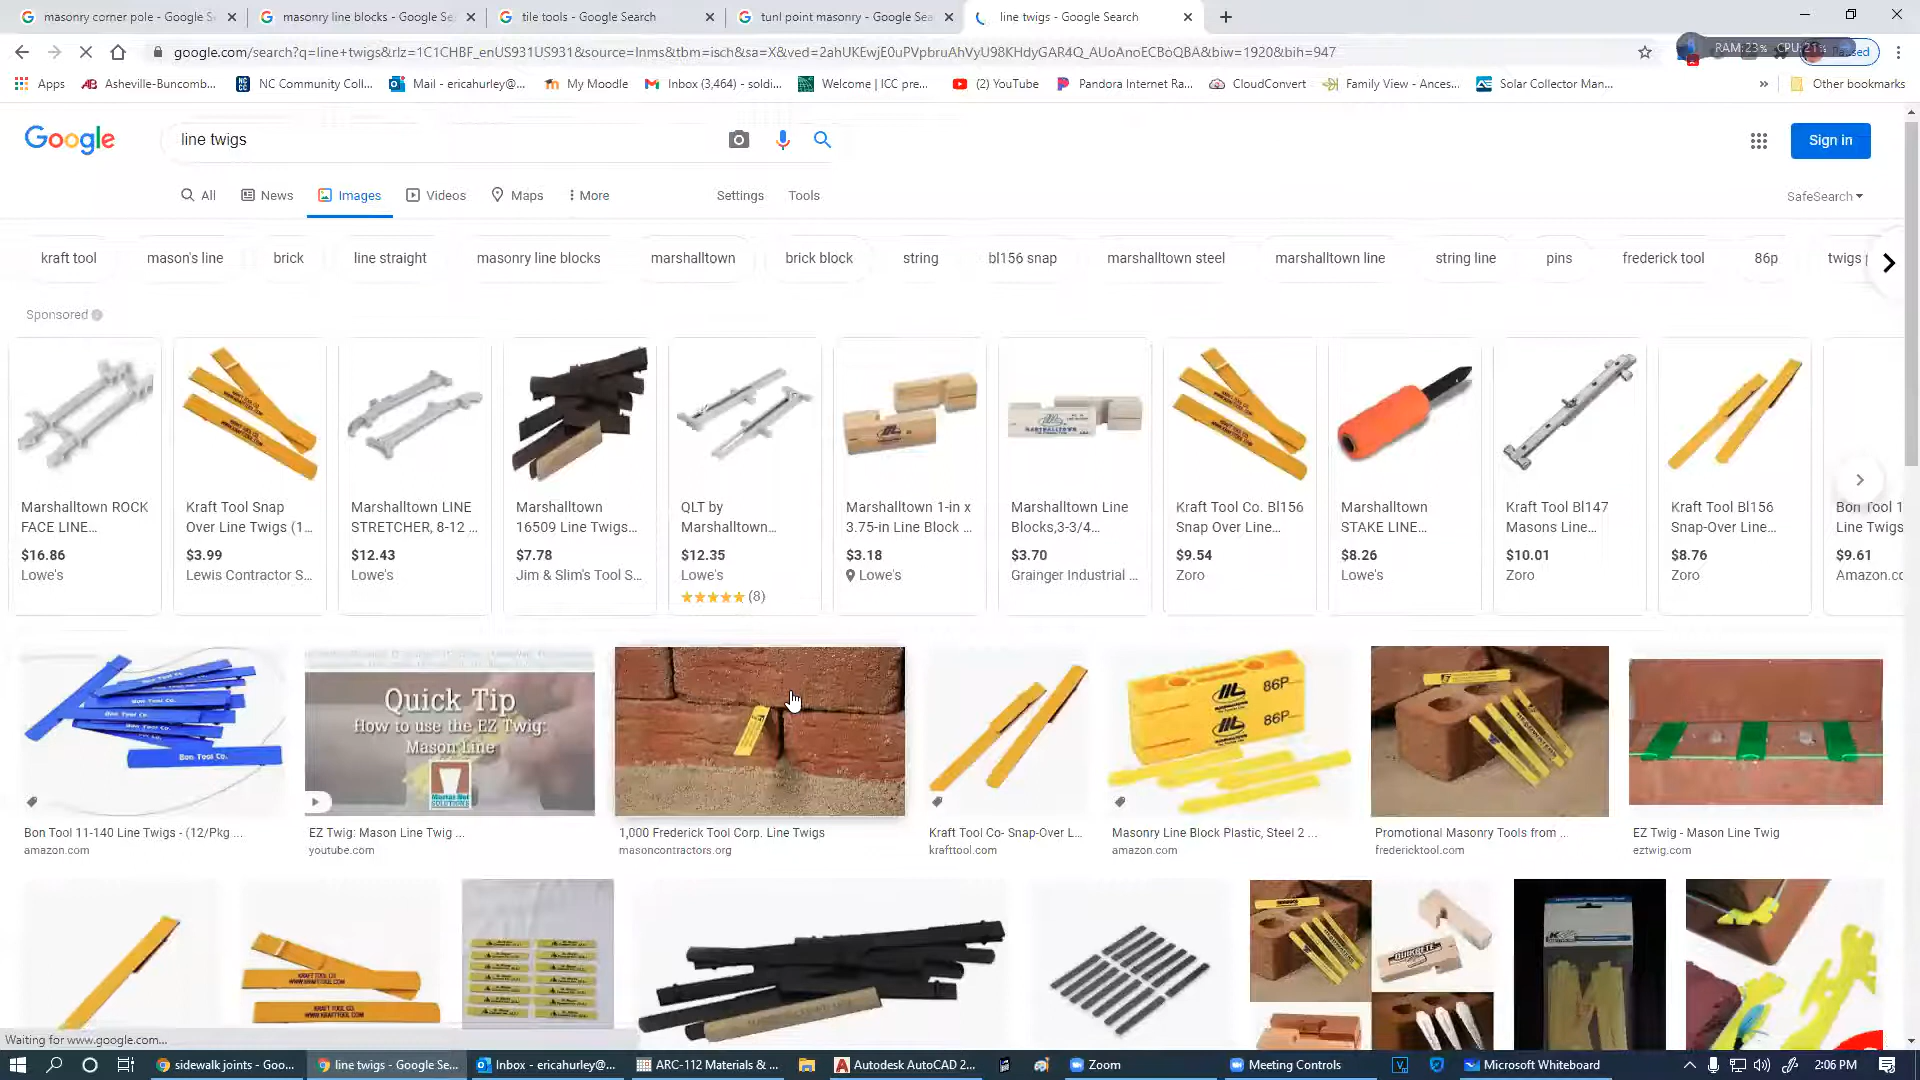 masonry corner pole - Google S
masonry line blocks - Google Se
tile tools - Google Search
tunl point masonry - Google Sea
line twigs - Google Search
google.com/search?q=line+twigs&rlz=1C1CHBF_enUS931US931&source=lnms&tbm=isch&sa=X&ved=2ahUKEwjE0uPVpbruAhVyU98KHdyGAR4Q_AUoAnoECBoQBA&biw=1920&bih=947
RAM:23% CPU:21%
Paused
Apps
Asheville-Buncomb...
NC Community Coll...
Mail - ericahurley@...
My Moodle
Inbox (3,464) - soldi...
Welcome | ICC pre...
(2) YouTube
Pandora Internet Ra...
CloudConvert
Family View - Ances...
Solar Collector Man...
»
Other bookmarks
Google
line twigs
Sign in
All
News
Images
Videos
Maps
More
Settings
Tools
SafeSearch
kraft tool
mason's line
brick
line straight
masonry line blocks
marshalltown
brick block
string
bl156 snap
marshalltown steel
marshalltown line
string line
pins
frederick tool
86p
twigs
Sponsored
Marshalltown ROCK
FACE LINE...
$16.86
Lowe's
Kraft Tool Snap
Over Line Twigs (1...
$3.99
Lewis Contractor S...
Marshalltown LINE
STRETCHER, 8-12 ...
$12.43
Lowe's
Marshalltown
16509 Line Twigs...
$7.78
Jim & Slim's Tool S...
QLT by
Marshalltown...
$12.35
Lowe's
(8)
Marshalltown 1-in x
3.75-in Line Block ...
$3.18
Lowe's
Marshalltown Line
Blocks,3-3/4...
$3.70
Grainger Industrial ...
Kraft Tool Co. Bl156
Snap Over Line...
$9.54
Zoro
Marshalltown
STAKE LINE...
$8.26
Lowe's
Kraft Tool Bl147
Masons Line...
$10.01
Zoro
Kraft Tool Bl156
Snap-Over Line...
$8.76
Zoro
Bon Tool 1
Line Twigs
$9.61
Amazon.co
Bon Tool Co.
Quick Tip
How to use the EZ Twig:
Mason Line
86P
86P
Bon Tool 11-140 Line Twigs - (12/Pkg ...
amazon.com
EZ Twig: Mason Line Twig ...
youtube.com
1,000 Frederick Tool Corp. Line Twigs
masoncontractors.org
Kraft Tool Co- Snap-Over L...
krafttool.com
Masonry Line Block Plastic, Steel 2 ...
amazon.com
Promotional Masonry Tools from ...
fredericktool.com
EZ Twig - Mason Line Twig
eztwig.com
Waiting for www.google.com...
sidewalk joints - Goo...
line twigs - Google Se...
Inbox - ericahurley@...
ARC-112 Materials & ...
Autodesk AutoCAD 2...
Zoom
Meeting Controls
Microsoft Whiteboard
2:06 PM